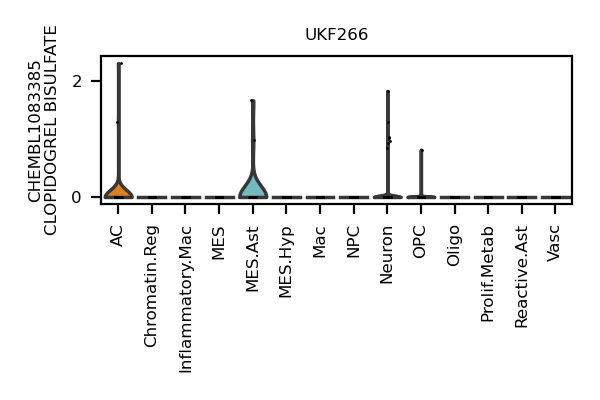 UKF266
CHEMBL1083385
CLOPIDOGREL BISULFATE
2
0
AC
Chromatin.Reg
Inflammatory.Mac
MES
MES.Ast
MES.Hyp
Mac
NPC
Neuron
OPC
Oligo
Prolif.Metab
Reactive.Ast
Vasc